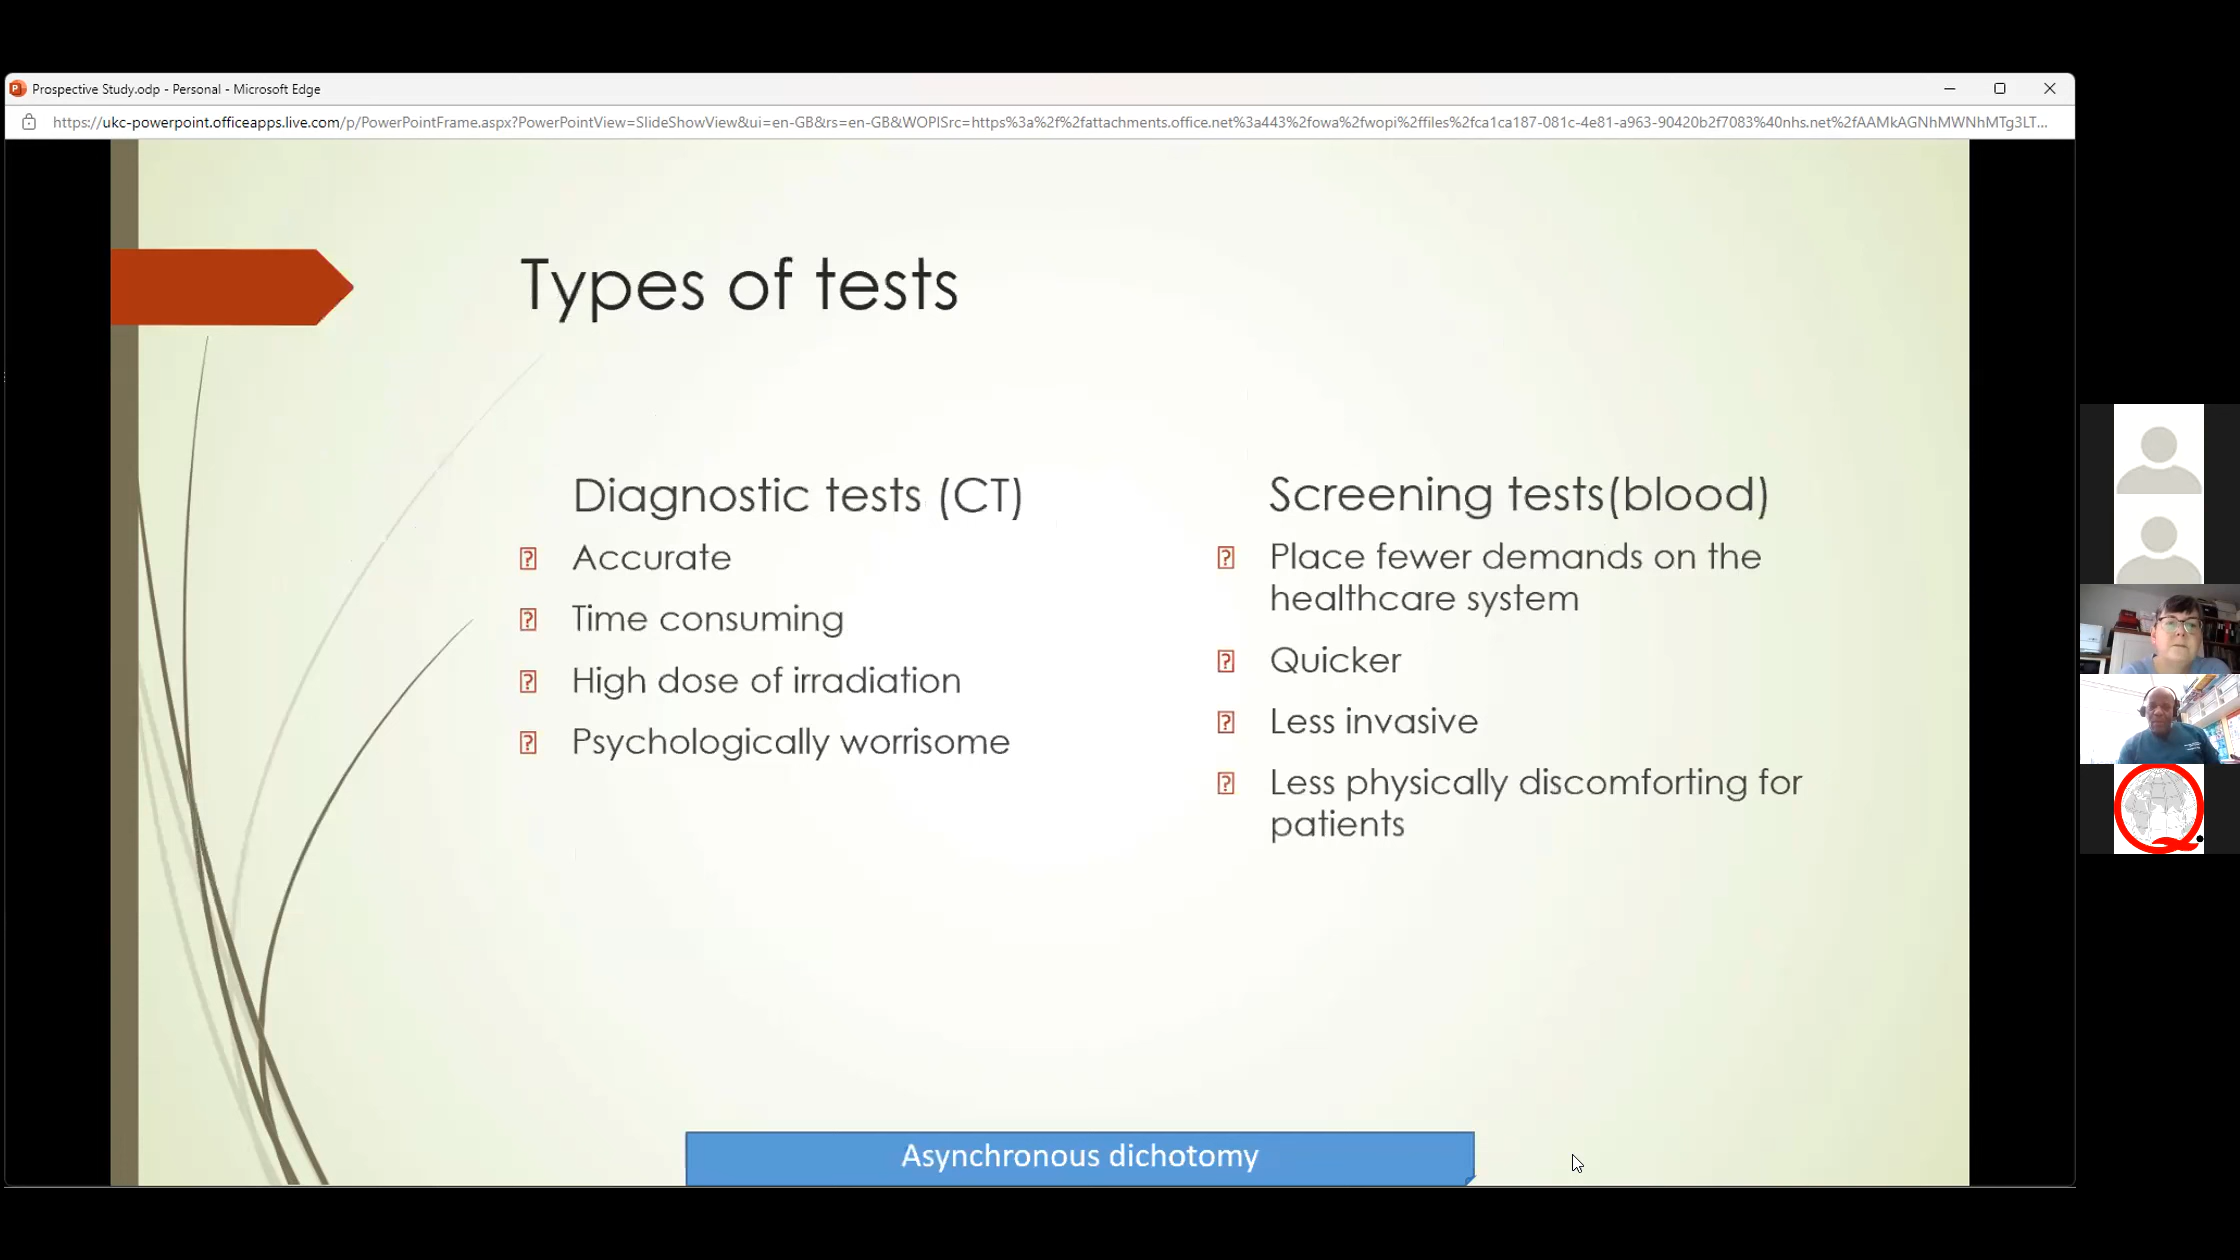 Prospective Study.odp - Personal - Microsoft Edge
https://ukc-powerpoint.officeapps.live.com/p/PowerPointFrame.aspx?PowerPointView=SlideShowView&ui=en-GB&rs=en-GB&WOPISrc=https%3a%2f%2fattachments.office.net%3a443%2fowa%2fwopi%2ffiles%2fca1ca187-081c-4e81-a963-90420b2f7083%40nhs.net%2fAAMkAGNhMWNhMTg3LT...
Types of tests
Diagnostic tests (CT)
Accurate
Time consuming
High dose of irradiation
Psychologically worrisome
Screening tests(blood)
Place fewer demands on the
healthcare system
Quicker
Less invasive
Less physically discomforting for
patients
Asynchronous dichotomy